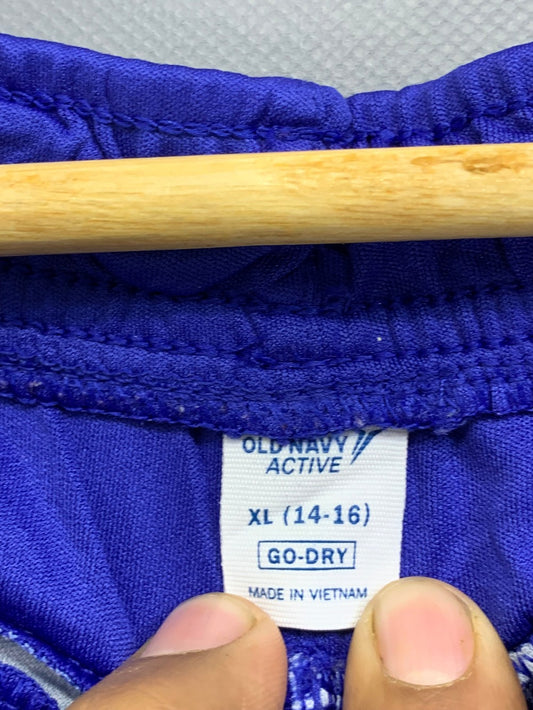 OLD NAVY
ACTIVE
XL (14-16)
GO-DRY
MADE IN VIETNAM